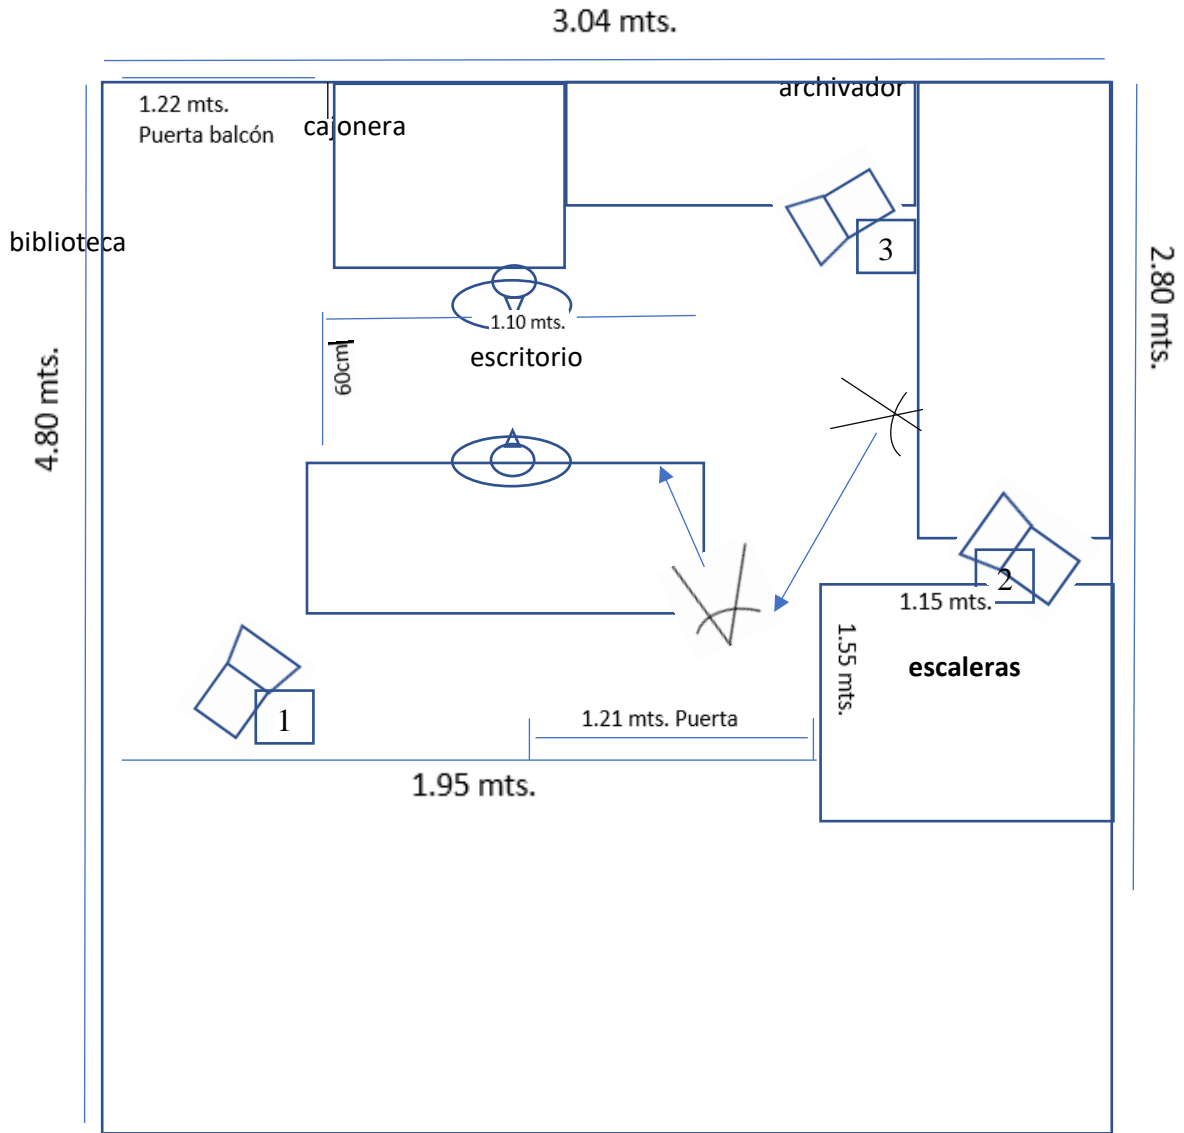 3.04 mts.
archivador
1.22 mts.
Puerta balcón
cajonera
biblioteca
3
2.80 mts.
1.10 mts.
escritorio
60cm
4.80 mts.
2
1.15 mts.
1.55 mts.
escaleras
1
1.21 mts. Puerta
1.95 mts.